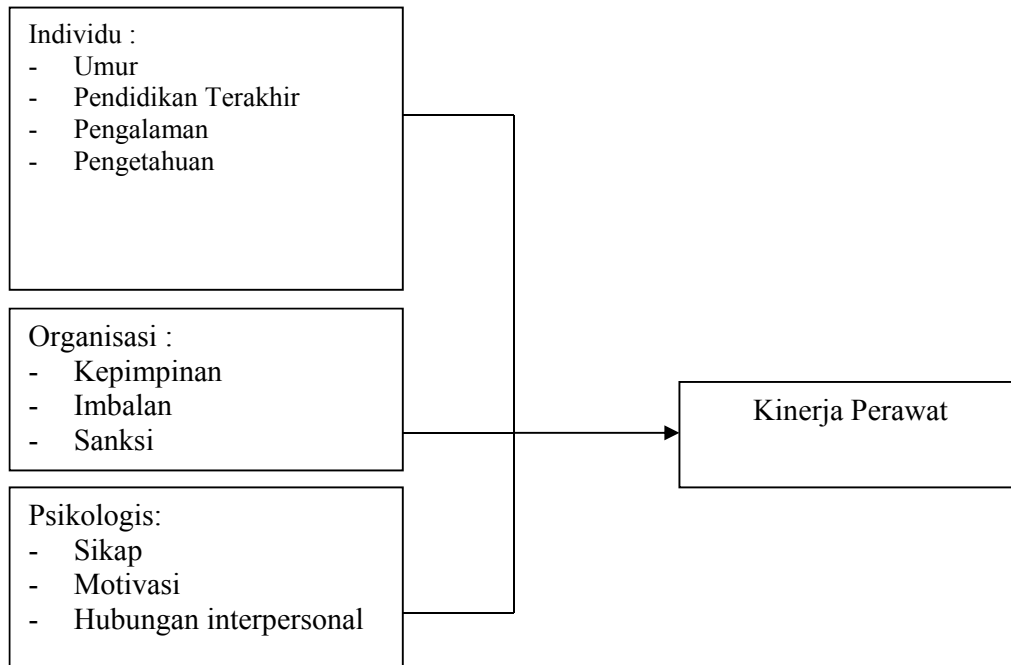 Individu :
- Umur
- Pendidikan Terakhir
- Pengalaman
- Pengetahuan
Organisasi :
- Kepimpinan
- Imbalan
- Sanksi
Psikologis:
- Sikap
- Motivasi
- Hubungan interpersonal
Kinerja Perawat